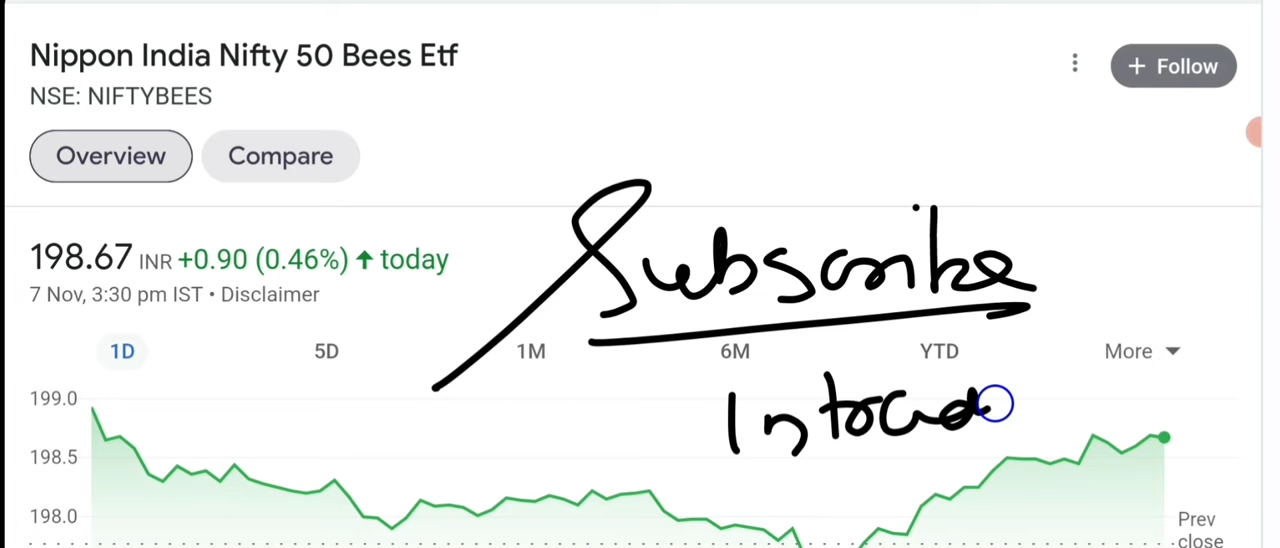 Nippon India Nifty 50 Bees Etf
+ Follow
NSE: NIFTYBEES
Overview
Compare
198.67 INR +0.90 (0.46%) ↑ today
7 Nov, 3:30 pm IST • Disclaimer
Subscribe
1D 5D 1M 6M YTD More
199.0
Intrad
198.5
198.0
Prev
close